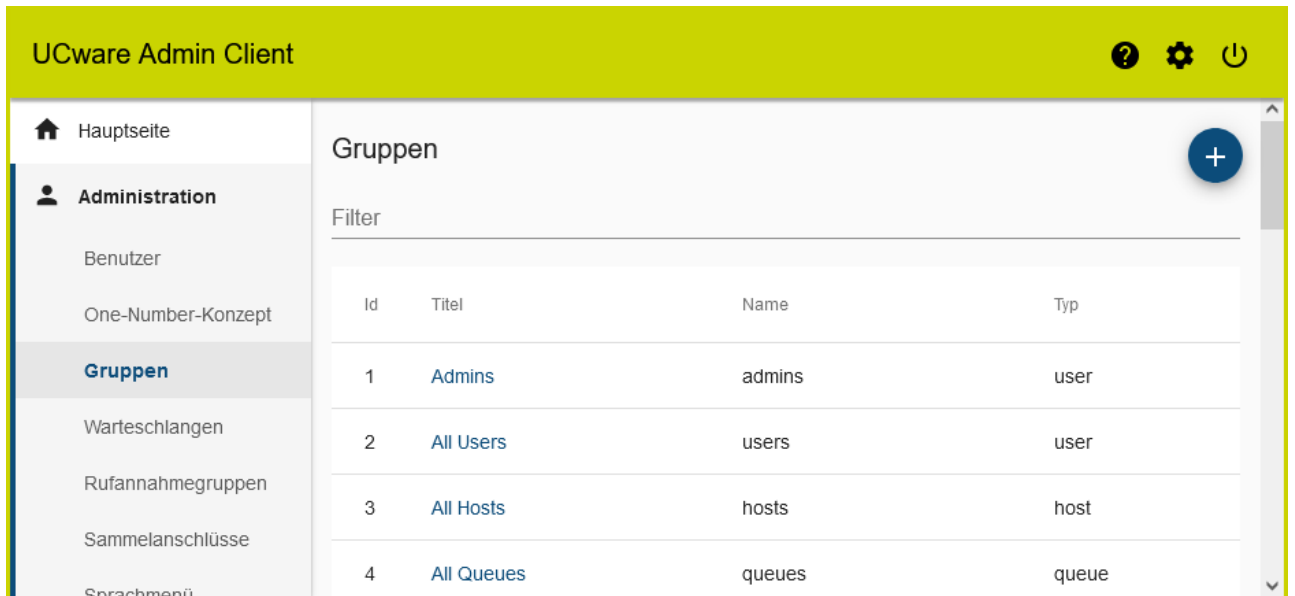 UCware Admin Client
Hauptseite
Administration
Benutzer
One-Number-Konzept
Gruppen
Warteschlangen
Rufannahmegruppen
Sammelanschlüsse
Sprachmenü
Gruppen
Filter
Id Titel Name Typ
1 Admins admins user
2 All Users users user
3 All Hosts hosts host
4 All Queues queues queue